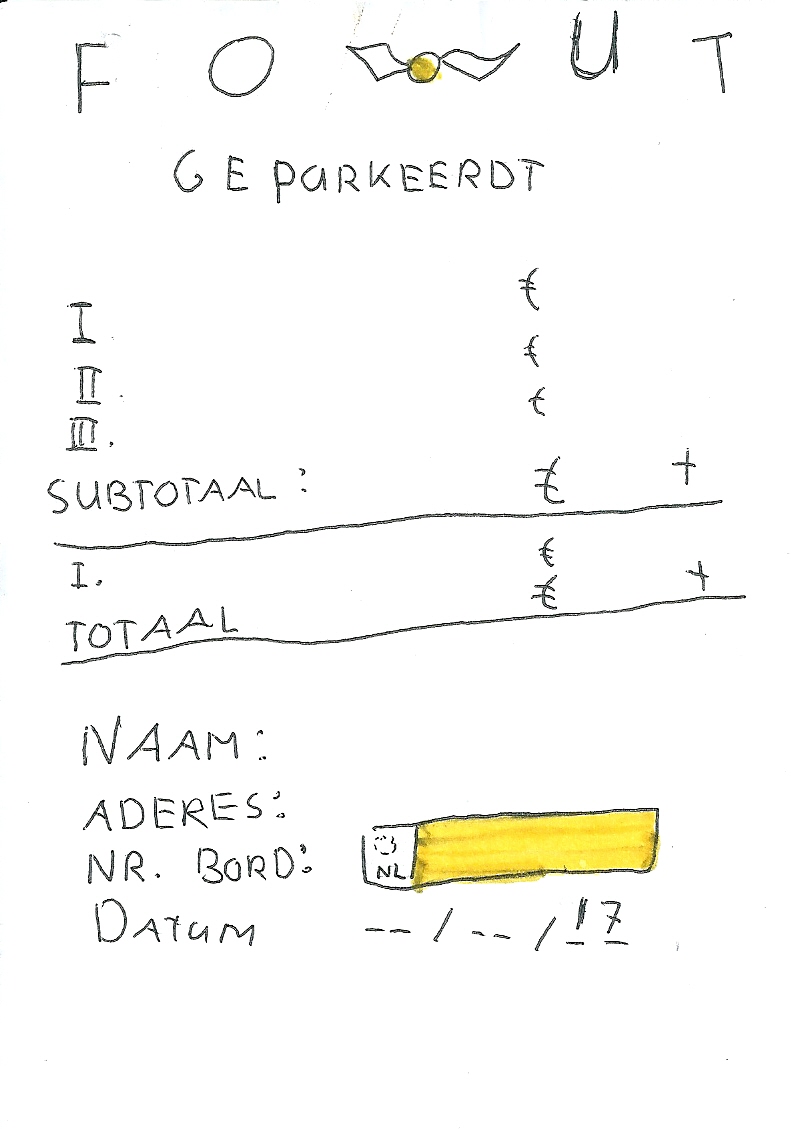 F O U T
GEPARKEERDT
I. €
II. €
III. €
SUBTOTAAL: € +
I. €
TOTAAL € +
NAAM:
ADERES:
NR. BORD: NL
DATUM -- / -- / 17